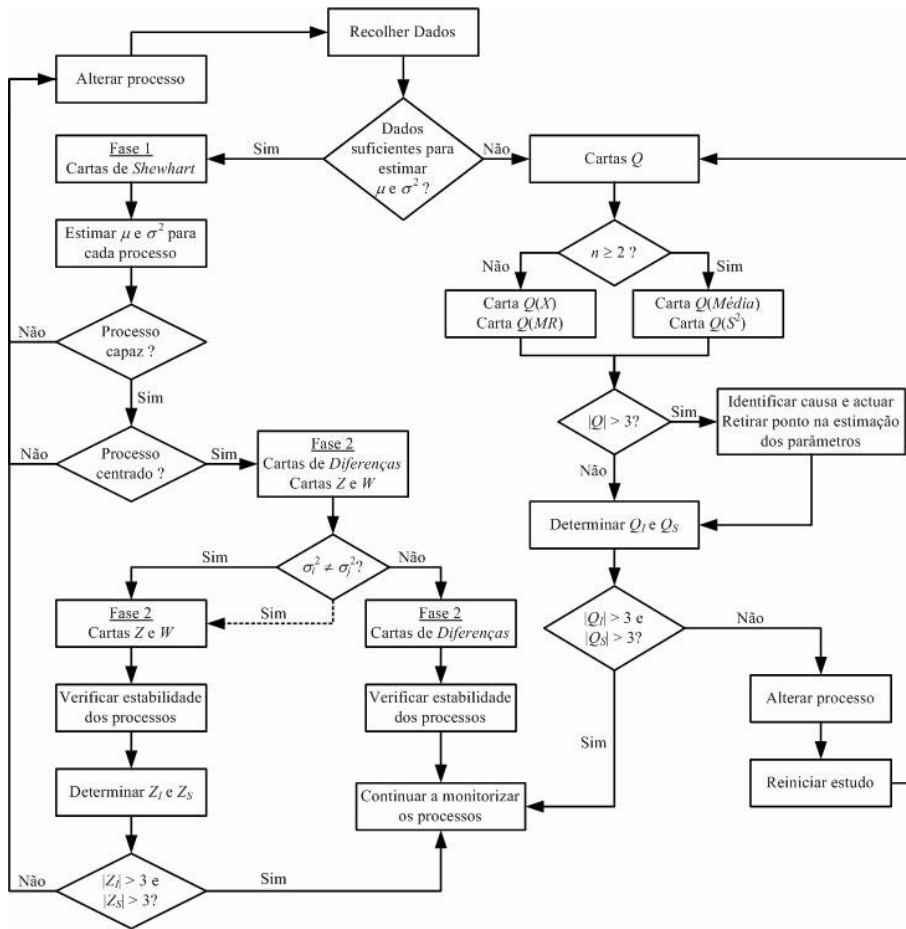 Recolher Dados
Alterar processo
Dados
suficientes para
estimar
μ e σ² ?
Sim
Não
Fase 1
Cartas de Shewhart
Cartas Q
Estimar μ e σ² para
cada processo
n ≥ 2 ?
Não
Sim
Carta Q(X)
Carta Q(MR)
Carta Q(Média)
Carta Q(S²)
Não
Processo
capaz ?
Sim
|Q| > 3?
Sim
Identificar causa e actuar
Retirar ponto na estimação
dos parâmetros
Não
Não
Processo
centrado ?
Sim
Fase 2
Cartas de Diferenças
Cartas Z e W
Determinar Q_I e Q_S
σ_i² ≠ σ_j²?
Sim
Não
Sim
Fase 2
Cartas Z e W
Fase 2
Cartas de Diferenças
|Q_I| > 3 e
|Q_S| > 3?
Não
Sim
Verificar estabilidade
dos processos
Verificar estabilidade
dos processos
Alterar processo
Determinar Z_I e Z_S
Continuar a monitorizar
os processos
Reiniciar estudo
Não
|Z_I| > 3 e
|Z_S| > 3?
Sim